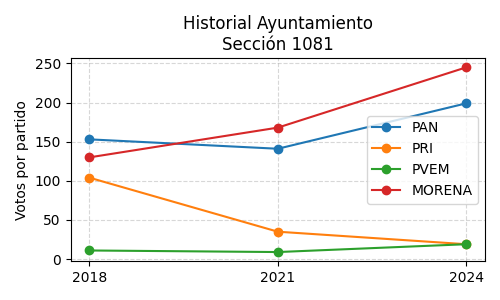 Historial Ayuntamiento
Sección 1081
Votos por partido
250
200
150
100
50
0
2018
2021
2024
PAN
PRI
PVEM
MORENA